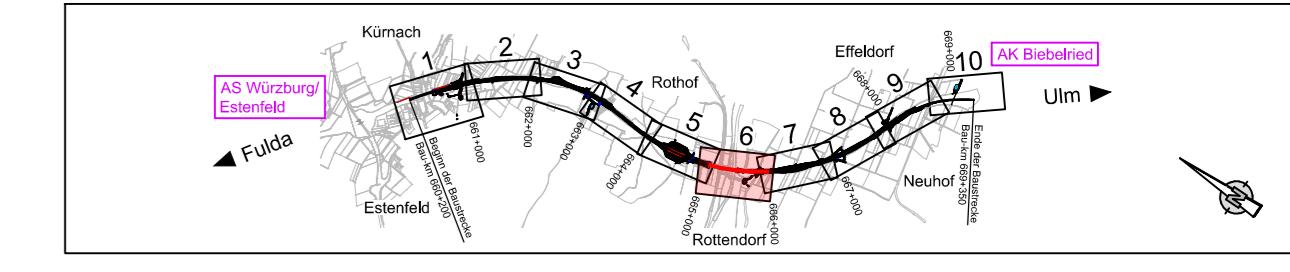 Kürnach
AS Würzburg/
Estenfeld
Fulda
Estenfeld
Beginn der Baustrecke
Bau-km 660+200
1
2
3
4
5
6
7
8
9
10
661+000
662+000
663+000
664+000
665+000
666+000
667+000
668+000
669+000
Rothof
Rottendorf
Effeldorf
Neuhof
AK Biebelried
Ulm
Ende der Baustrecke
Bau-km 669+350